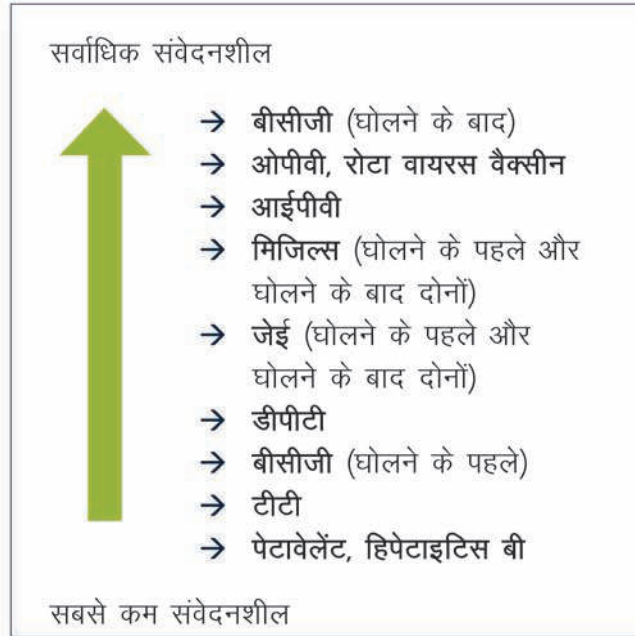 सर्वाधिक संवेदनशील
→ बीसीजी (घोलने के बाद)
→ ओपीवी, रोटा वायरस वैक्सीन
→ आईपीवी
→ मिजिल्स (घोलने के पहले और
घोलने के बाद दोनों)
→ जेई (घोलने के पहले और
घोलने के बाद दोनों)
→ डीपीटी
→ बीसीजी (घोलने के पहले)
→ टीटी
→ पेटावेलेंट, हिपेटाइटिस बी
सबसे कम संवेदनशील